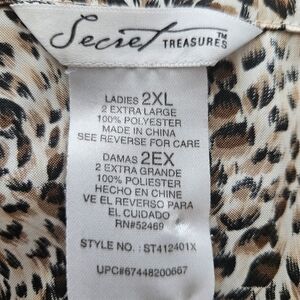 Secret TREASURES™
LADIES 2XL
2 EXTRA LARGE
100% POLYESTER
MADE IN CHINA
SEE REVERSE FOR CARE
DAMAS 2EX
2 EXTRA GRANDE
100% POLIESTER
HECHO EN CHINE
VE EL REVERSO PARA
EL CUIDADO
RN#52469
STYLE NO. : ST412401X
UPC#67448200667